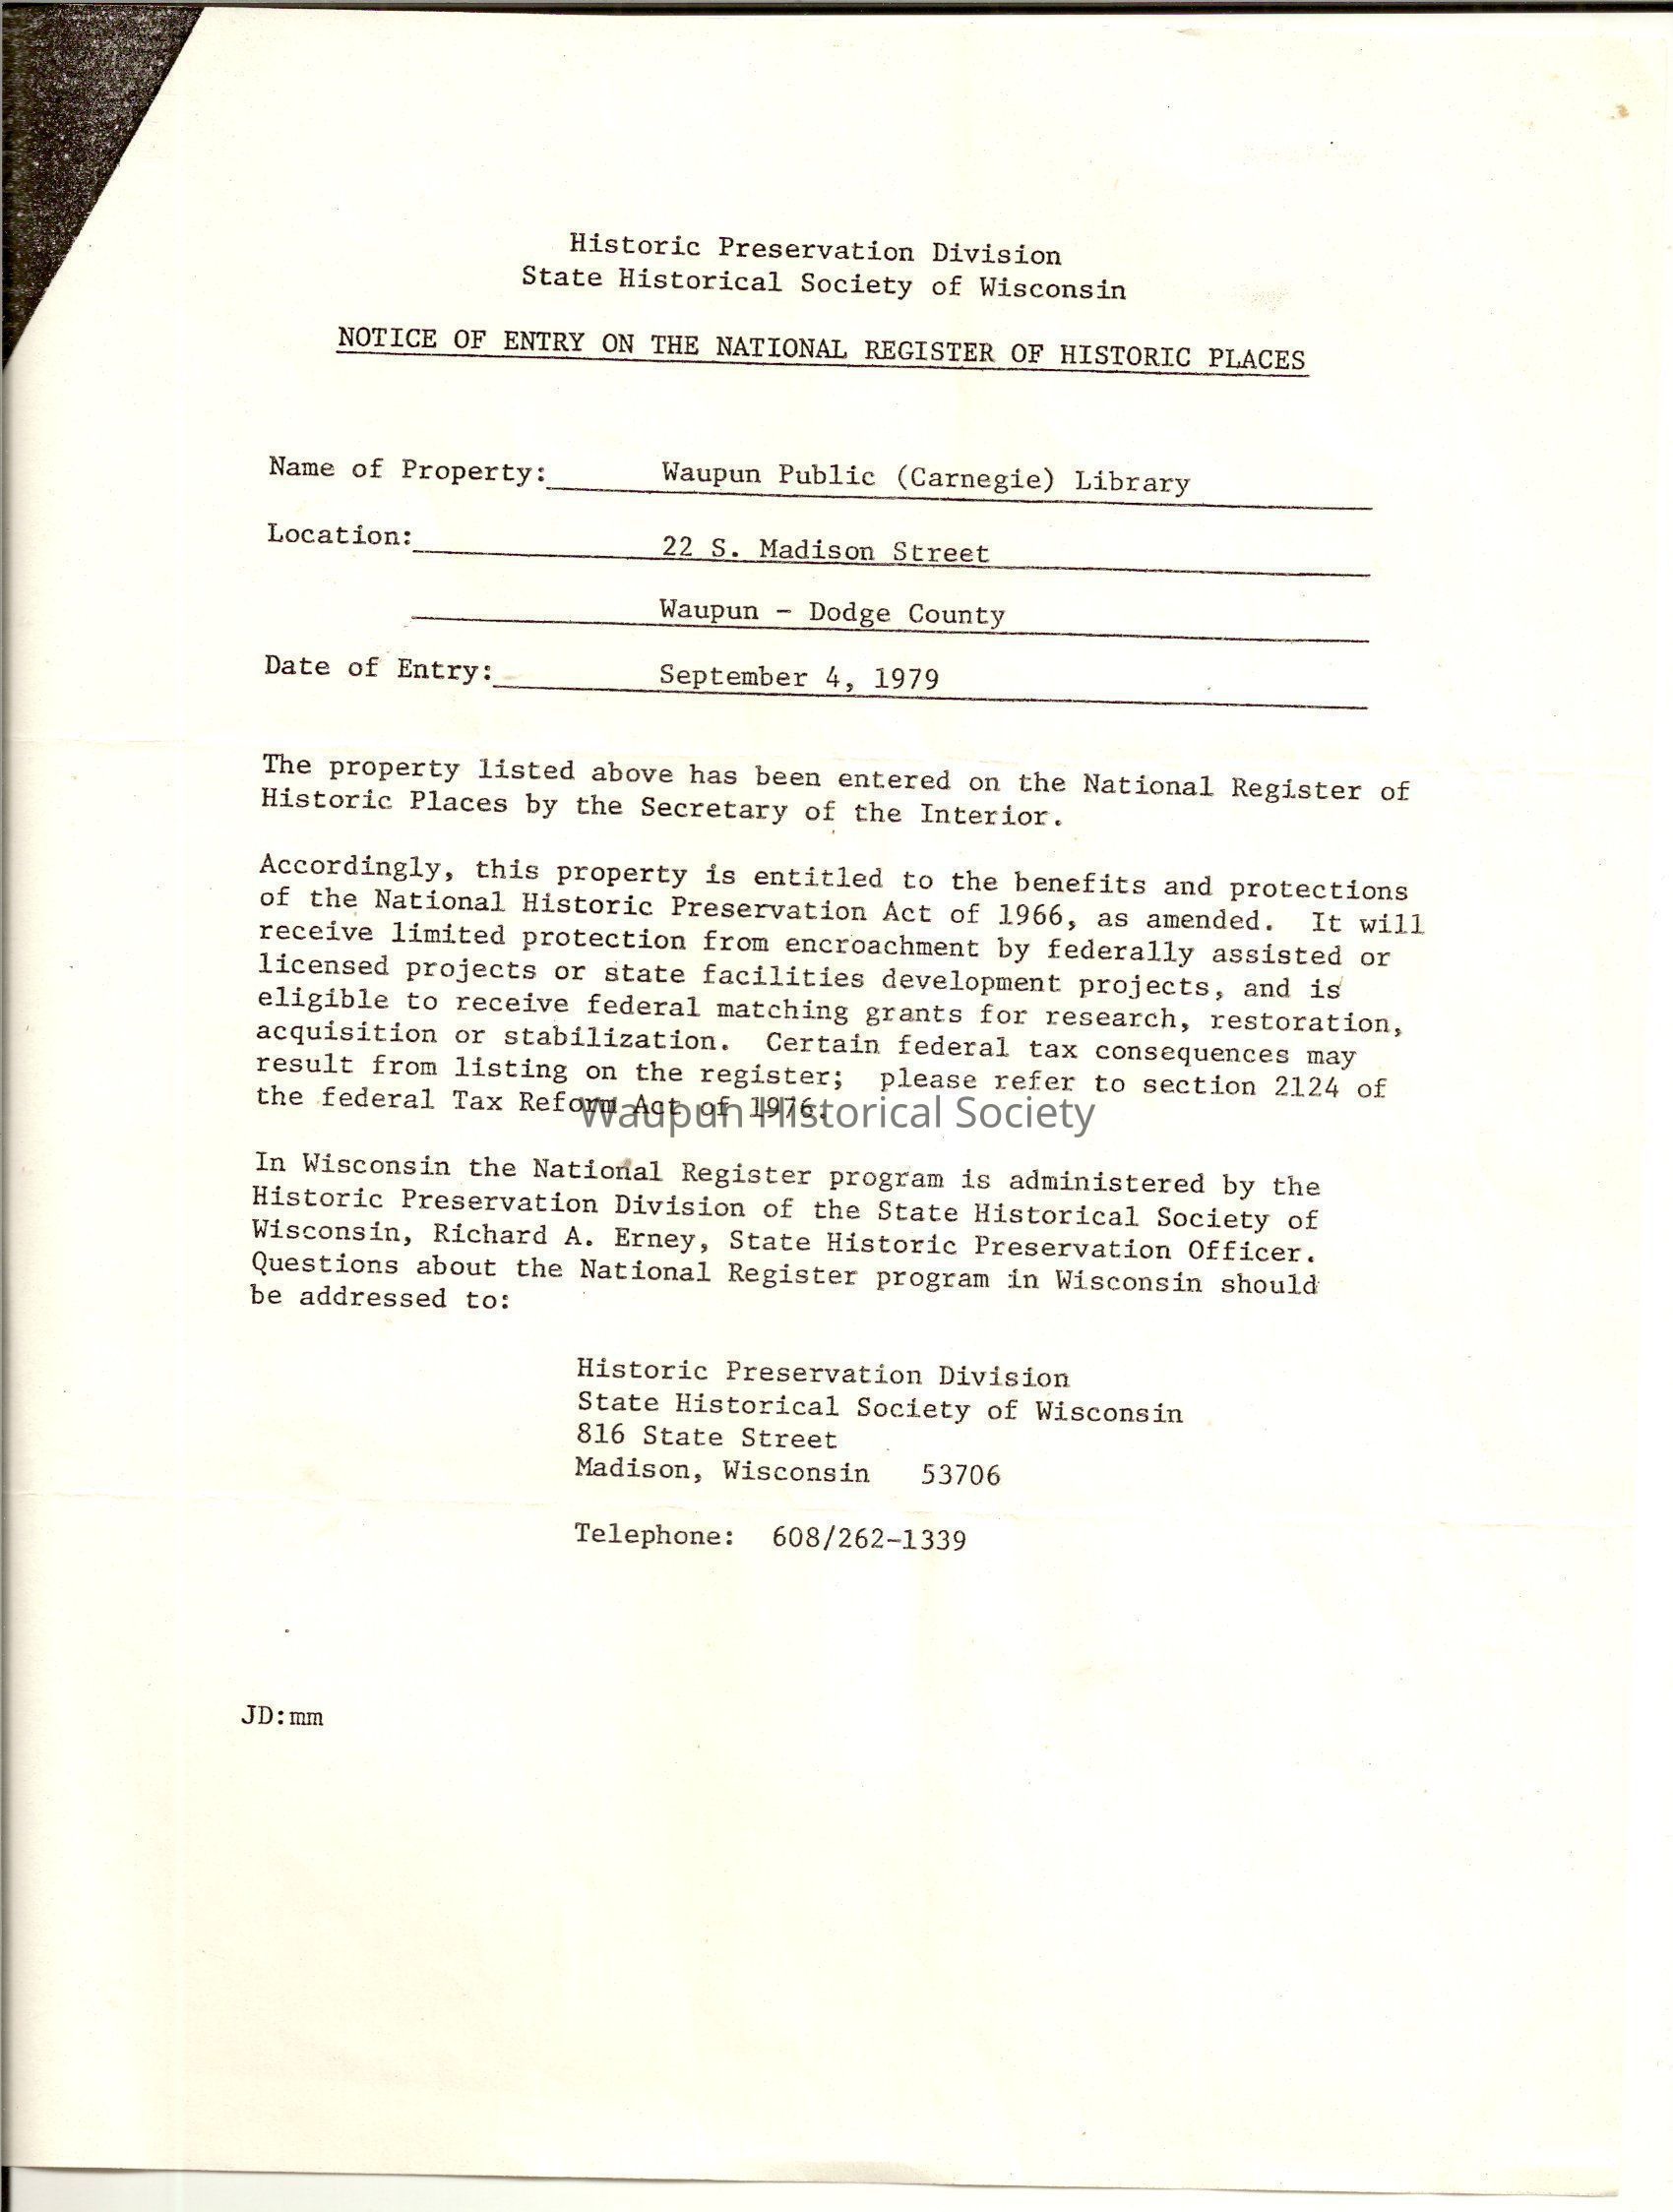 Historic Preservation Division
State Historical Society of Wisconsin
NOTICE OF ENTRY ON THE NATIONAL REGISTER OF HISTORIC PLACES
Name of Property: Waupun Public (Carnegie) Library
Location: 22 S. Madison Street
Waupun - Dodge County
Date of Entry: September 4, 1979
The property listed above has been entered on the National Register of
Historic Places by the Secretary of the Interior.
Accordingly, this property is entitled to the benefits and protections
of the National Historic Preservation Act of 1966, as amended. It will
receive limited protection from encroachment by federally assisted or
licensed projects or state facilities development projects, and is
eligible to receive federal matching grants for research, restoration,
acquisition or stabilization. Certain federal tax consequences may
result from listing on the register; please refer to section 2124 of
the federal Tax Reform Act of 1976.
Waupun Historical Society
In Wisconsin the National Register program is administered by the
Historic Preservation Division of the State Historical Society of
Wisconsin, Richard A. Erney, State Historic Preservation Officer.
Questions about the National Register program in Wisconsin should
be addressed to:
Historic Preservation Division
State Historical Society of Wisconsin
816 State Street
Madison, Wisconsin 53706
Telephone: 608/262-1339
JD:mm